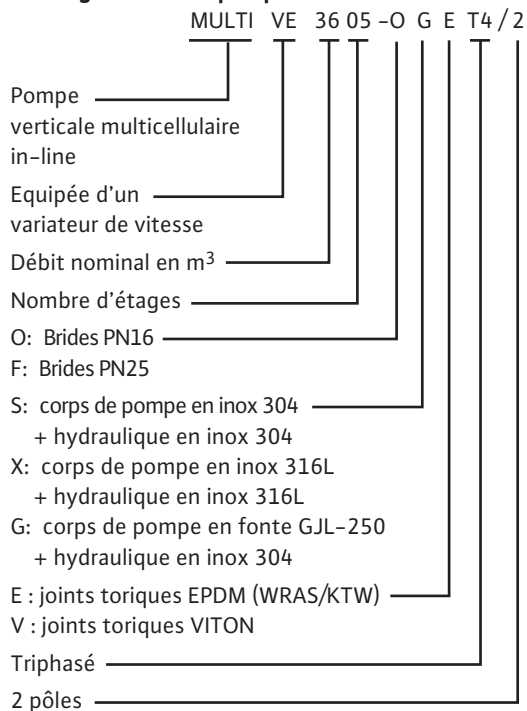 MULTI VE 36 05 -O G E T4 / 2
Pompe
verticale multicellulaire
in-line
Equipée d'un
variateur de vitesse
Débit nominal en m³
Nombre d'étages
O: Brides PN16
F: Brides PN25
S: corps de pompe en inox 304
+ hydraulique en inox 304
X: corps de pompe en inox 316L
+ hydraulique en inox 316L
G: corps de pompe en fonte GJL-250
+ hydraulique en inox 304
E : joints toriques EPDM (WRAS/KTW)
V : joints toriques VITON
Triphasé
2 pôles